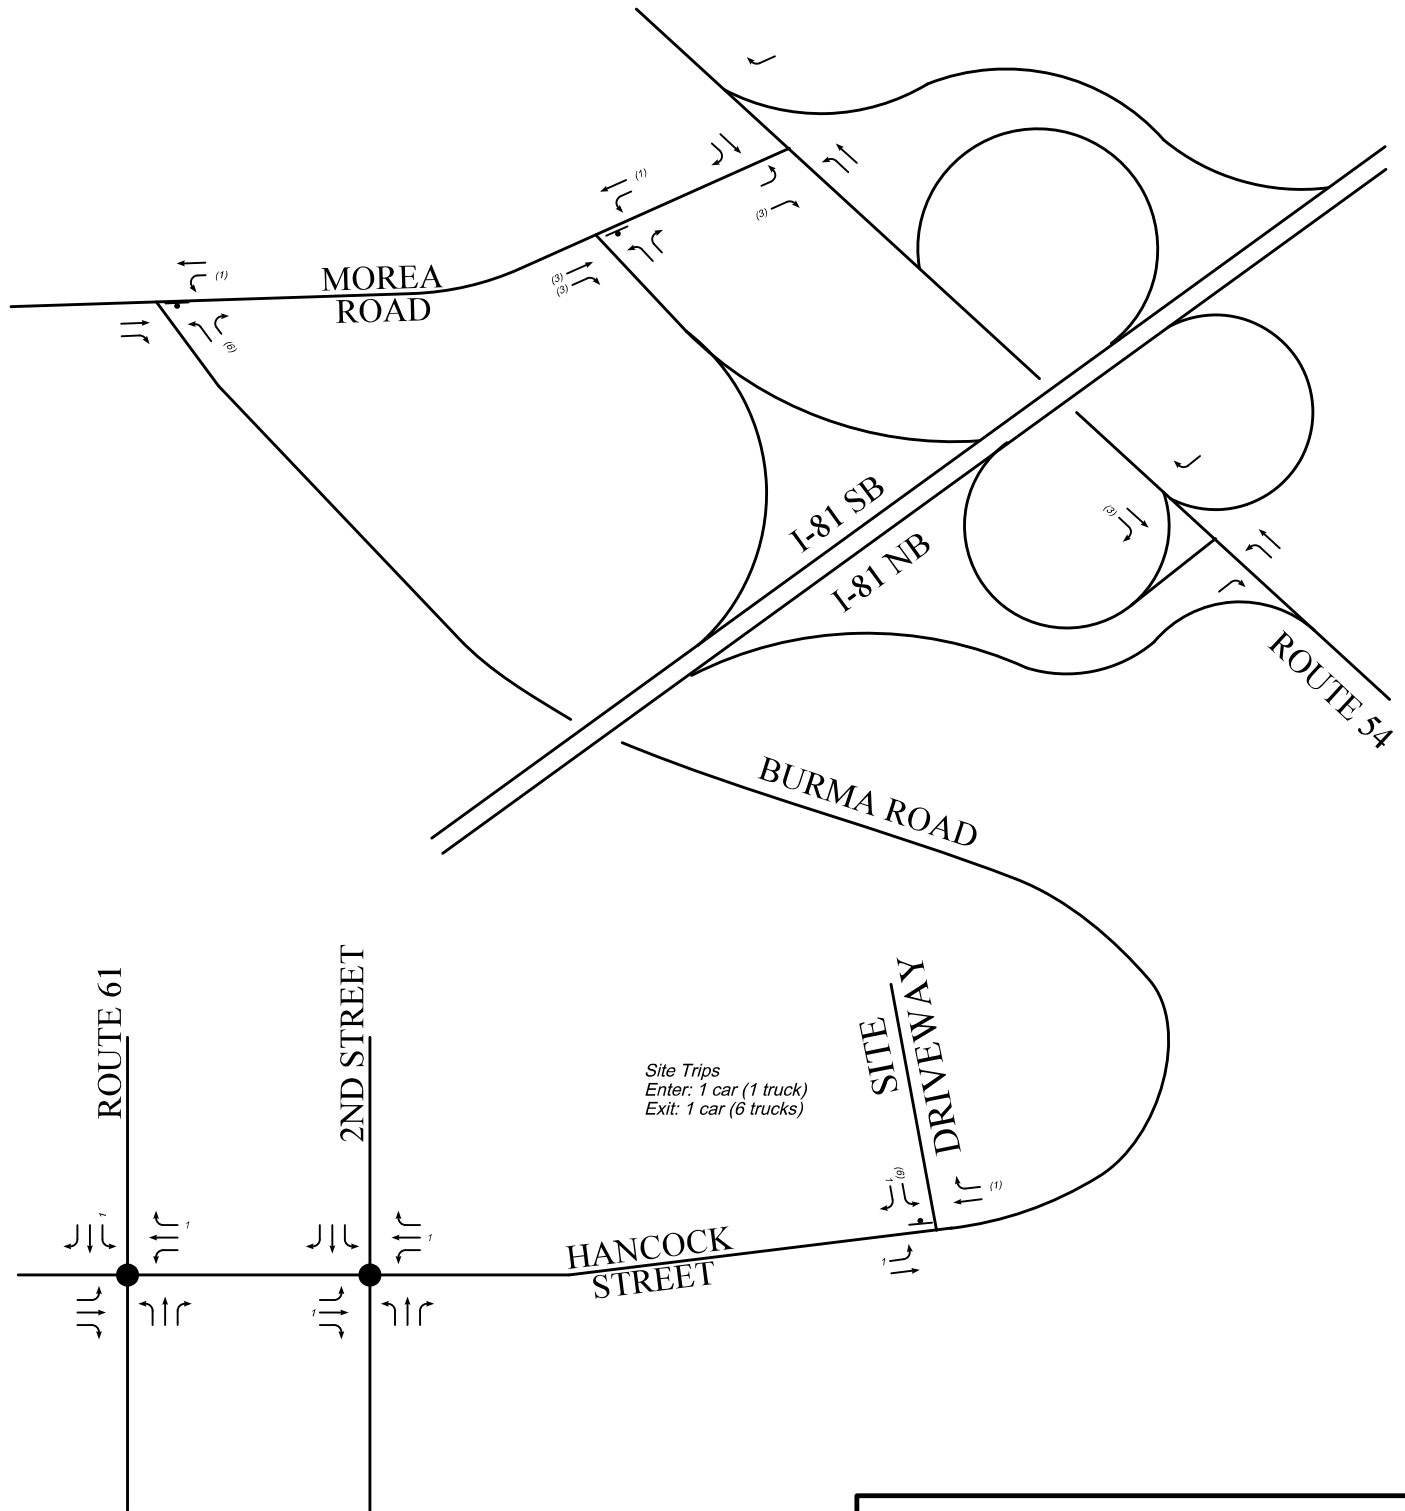 (1)
(3)
(1)
MOREA
ROAD
(3)
(3)
(6)
I-81 SB
I-81 NB
(3)
ROUTE 54
BURMA ROAD
ROUTE 61
2ND STREET
SITE
DRIVEWAY
Site Trips
Enter: 1 car (1 truck)
Exit: 1 car (6 trucks)
(6)
1
(1)
1
1
1
HANCOCK
STREET
1
1